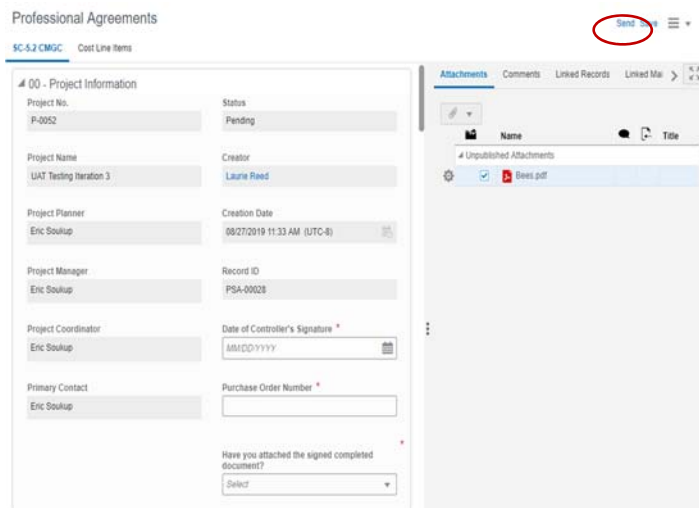 Professional Agreements
Send Save
SC-5.2 CMGC Cost Line Items
00 - Project Information
Project No.
P-0052
Status
Pending
Project Name
UAT Testing Iteration 3
Creator
Laurie Reed
Project Planner
Eric Soukup
Creation Date
08/27/2019 11:33 AM (UTC-8)
Project Manager
Eric Soukup
Record ID
PSA-00028
Project Coordinator
Eric Soukup
Date of Controller's Signature *
MM/DD/YYYY
Primary Contact
Eric Soukup
Purchase Order Number *
*
Have you attached the signed completed
document?
Select
Attachments Comments Linked Records Linked Mai
Name Title
Unpublished Attachments
Bees.pdf